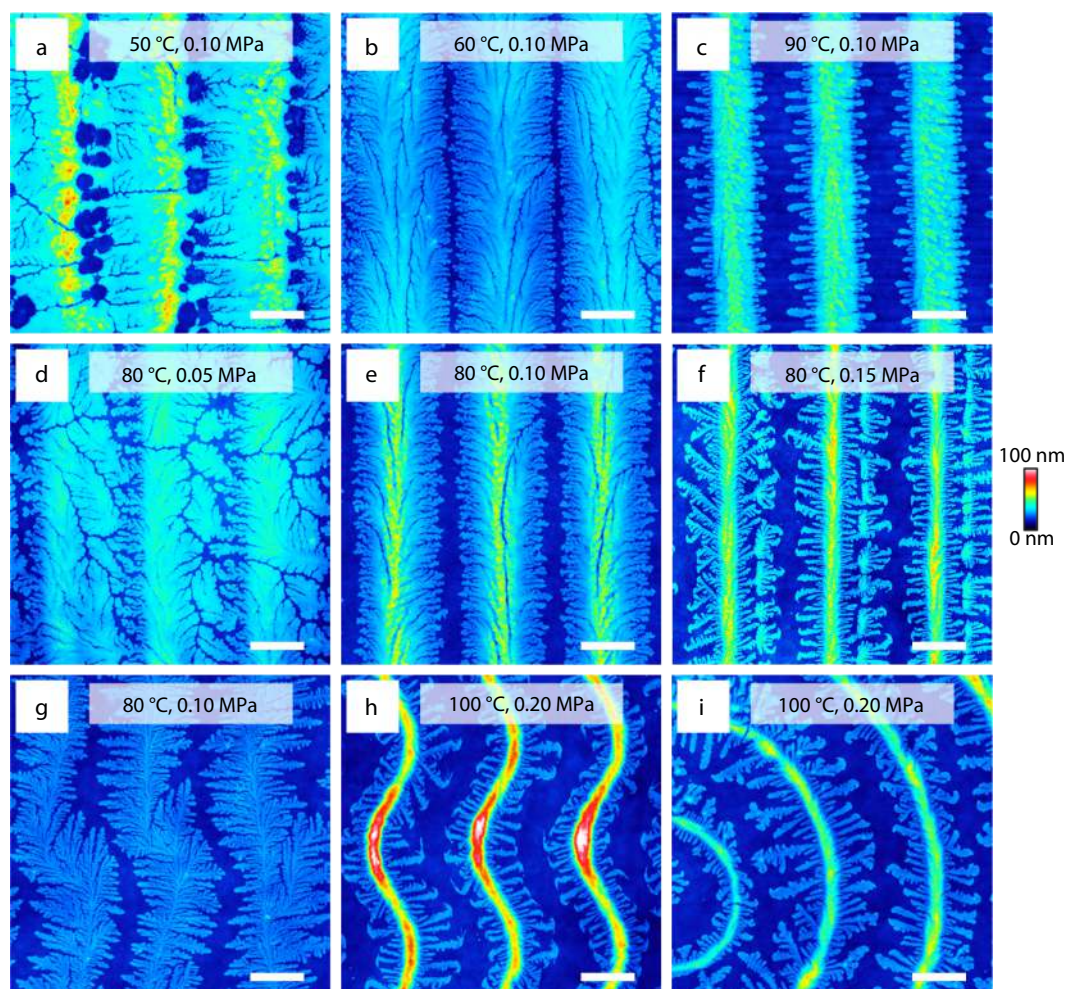 a
50 °C, 0.10 MPa
b
60 °C, 0.10 MPa
c
90 °C, 0.10 MPa
d
80 °C, 0.05 MPa
e
80 °C, 0.10 MPa
f
80 °C, 0.15 MPa
100 nm
0 nm
g
80 °C, 0.10 MPa
h
100 °C, 0.20 MPa
i
100 °C, 0.20 MPa